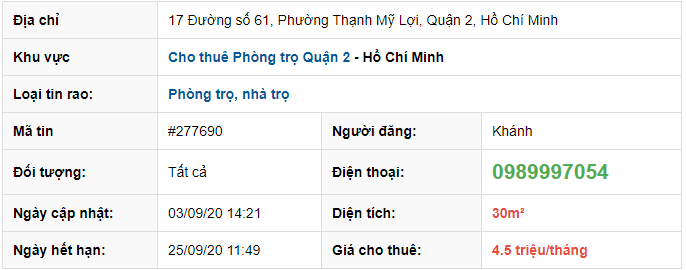 Địa chỉ 17 Đường số 61, Phường Thạnh Mỹ Lợi, Quận 2, Hồ Chí Minh
Khu vực Cho thuê Phòng trọ Quận 2 - Hồ Chí Minh
Loại tin rao: Phòng trọ, nhà trọ
Mã tin #277690 Người đăng: Khánh
Đối tượng: Tất cả Điện thoại: 0989997054
Ngày cập nhật: 03/09/20 14:21 Diện tích: 30m²
Ngày hết hạn: 25/09/20 11:49 Giá cho thuê: 4.5 triệu/tháng